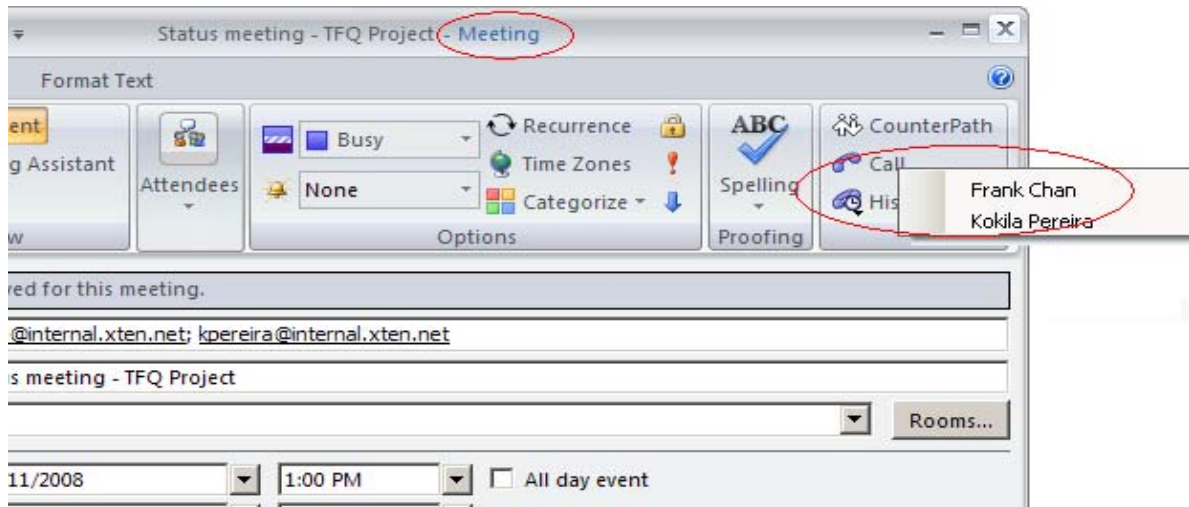 Status meeting - TFQ Project - Meeting
Format Text
ent
g Assistant
Attendees
Busy
None
Recurrence
Time Zones
Categorize
Options
ABC
Spelling
Proofing
CounterPath
Call
His
Frank Chan
Kokila Pereira
ed for this meeting.
@internal.xten.net; kpereira@internal.xten.net
s meeting - TFQ Project
Rooms...
11/2008
1:00 PM
All day event